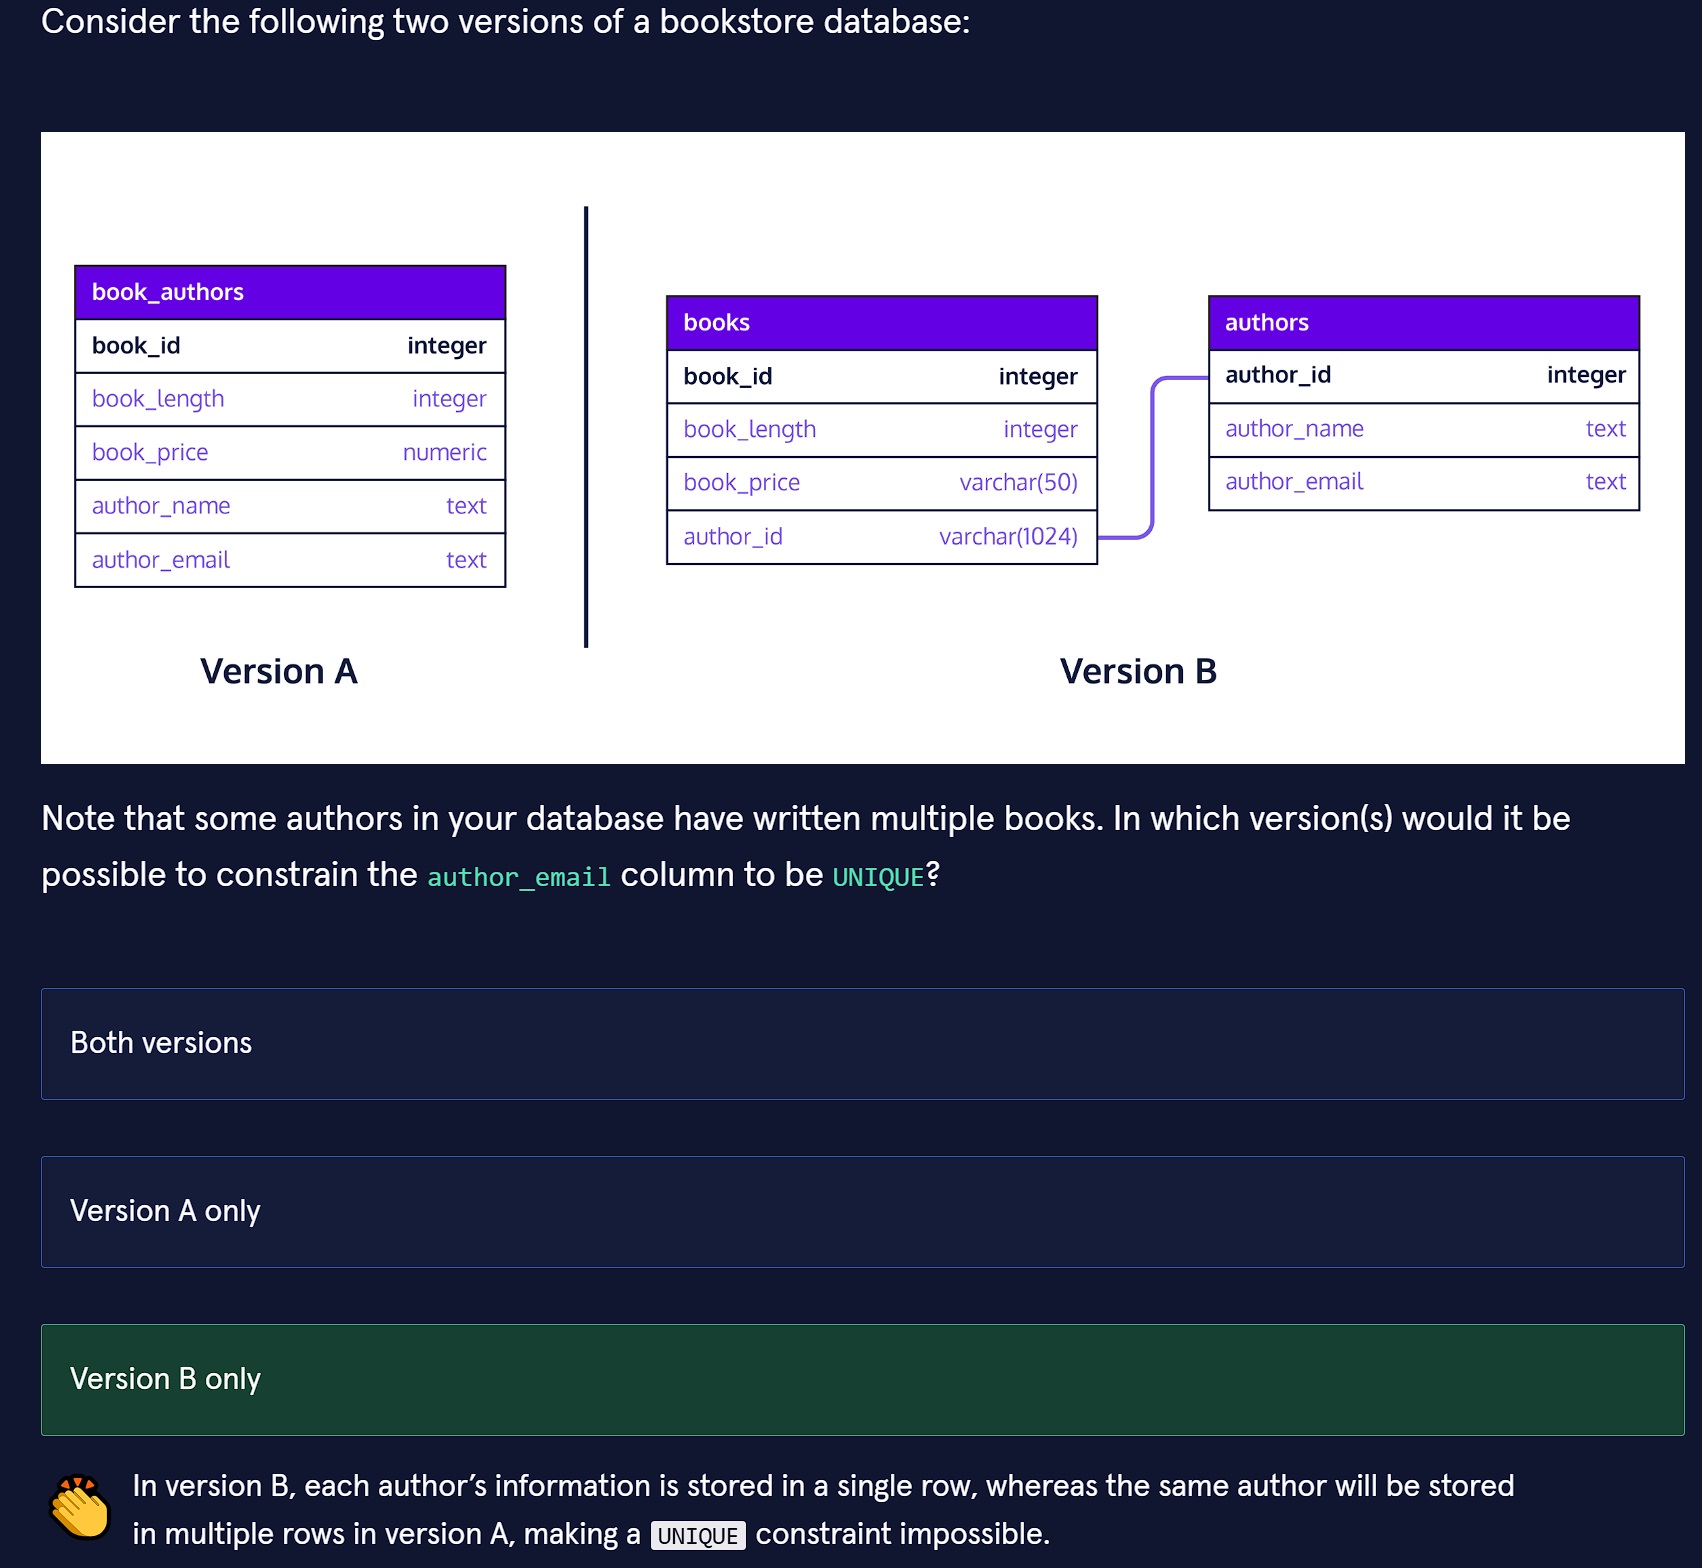 Consider the following two versions of a bookstore database:
book_authors
book_id integer
book_length integer
book_price numeric
author_name text
author_email text
Version A
books
book_id integer
book_length integer
book_price varchar(50)
author_id varchar(1024)
authors
author_id integer
author_name text
author_email text
Version B
Note that some authors in your database have written multiple books. In which version(s) would it be
possible to constrain the author_email column to be UNIQUE?
Both versions
Version A only
Version B only
In version B, each author’s information is stored in a single row, whereas the same author will be stored
in multiple rows in version A, making a UNIQUE constraint impossible.